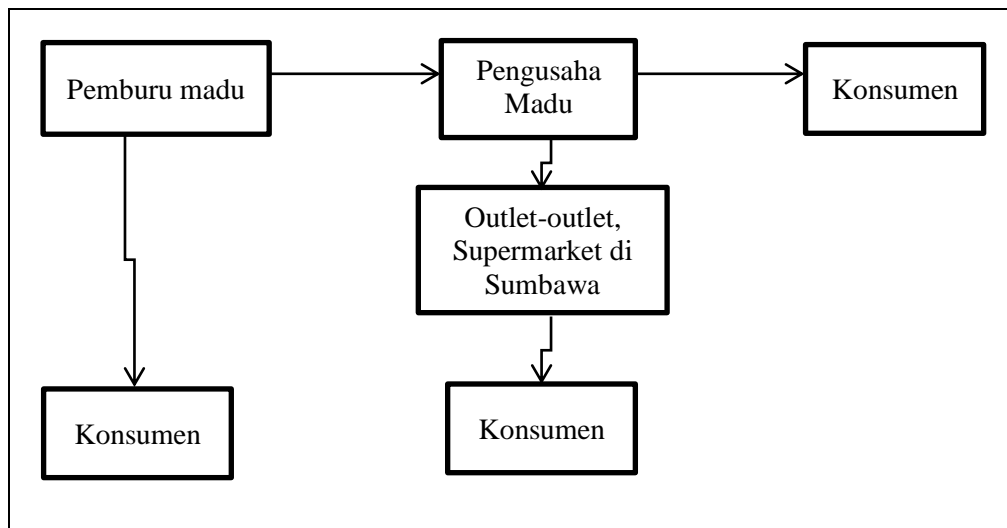 Pemburu madu
Pengusaha
Madu
Konsumen
Outlet-outlet,
Supermarket di
Sumbawa
Konsumen
Konsumen